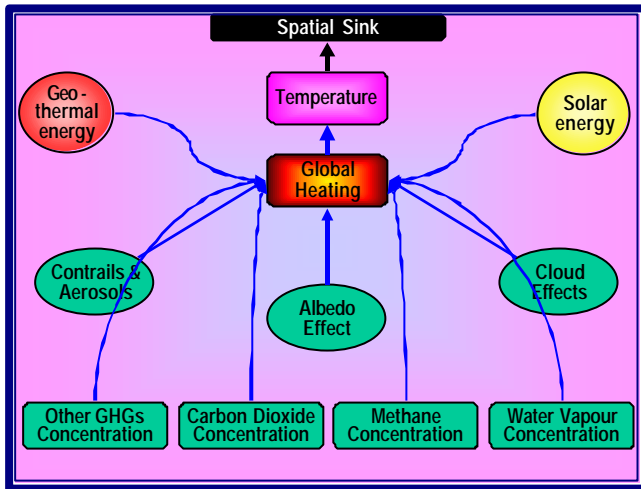 Spatial Sink
Geo -
thermal
energy
Temperature
Solar
energy
Global
Heating
Contrails &
Aerosols
Albedo
Effect
Cloud
Effects
Other GHGs
Concentration
Carbon Dioxide
Concentration
Methane
Concentration
Water Vapour
Concentration